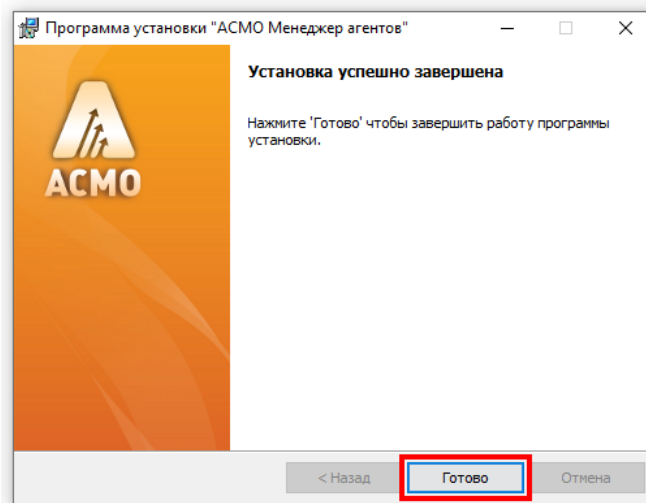 Программа установки "АСМО Менеджер агентов"
Установка успешно завершена
Нажмите 'Готово' чтобы завершить работу программы
установки.
АСМО
< Назад
Готово
Отмена